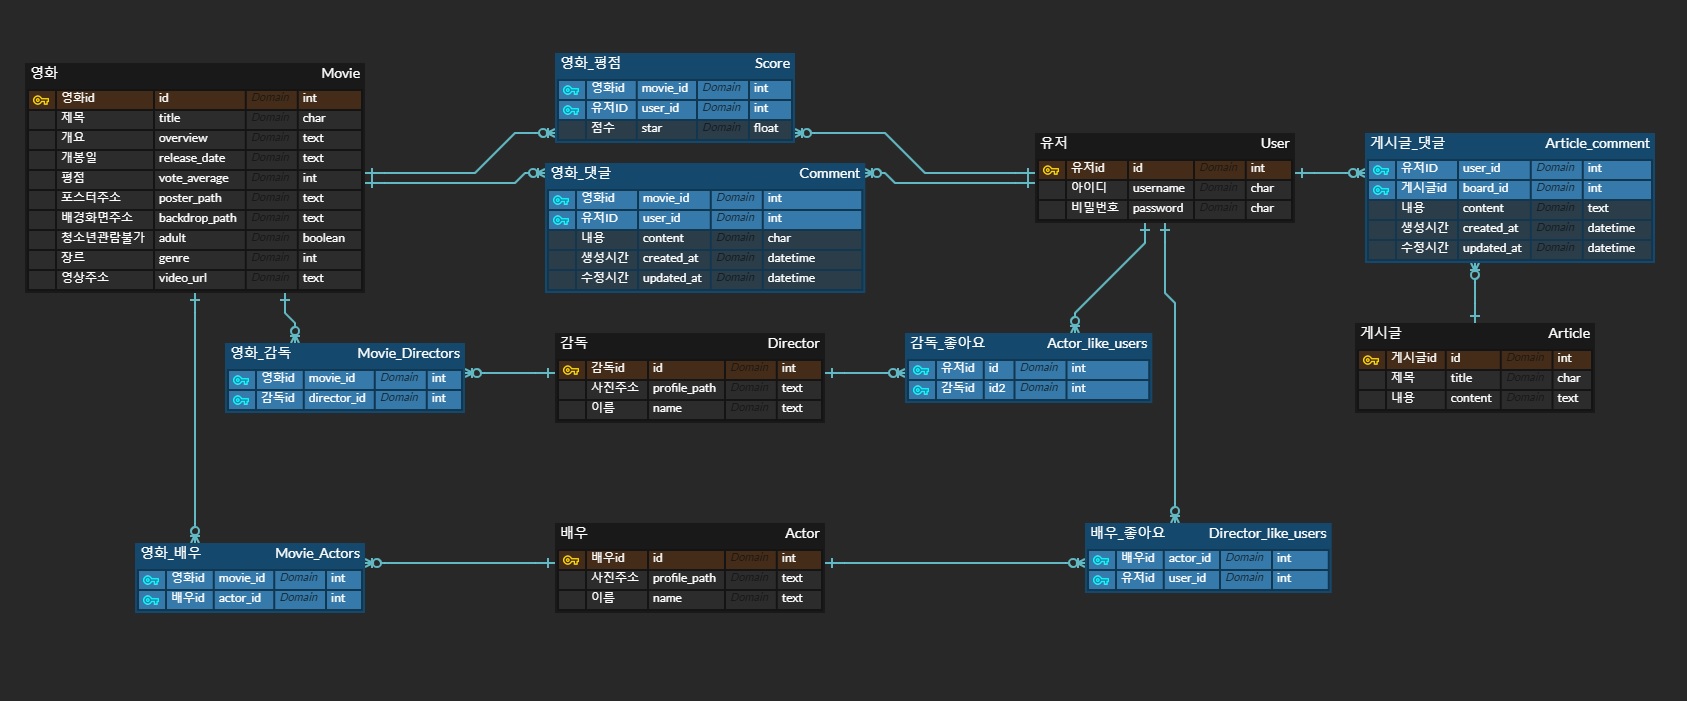 영화 Movie
영화id id Domain int
제목 title Domain char
개요 overview Domain text
개봉일 release_date Domain text
평점 vote_average Domain int
포스터주소 poster_path Domain text
배경화면주소 backdrop_path Domain text
청소년관람불가 adult Domain boolean
장르 genre Domain int
영상주소 video_url Domain text
영화_평점 Score
영화id movie_id Domain int
유저ID user_id Domain int
점수 star Domain float
영화_댓글 Comment
영화id movie_id Domain int
유저ID user_id Domain int
내용 content Domain char
생성시간 created_at Domain datetime
수정시간 updated_at Domain datetime
유저 User
유저id id Domain int
아이디 username Domain char
비밀번호 password Domain char
게시글_댓글 Article_comment
유저ID user_id Domain int
게시글id board_id Domain int
내용 content Domain text
생성시간 created_at Domain datetime
수정시간 updated_at Domain datetime
영화_감독 Movie_Directors
영화id movie_id Domain int
감독id director_id Domain int
감독 Director
감독id id Domain int
사진주소 profile_path Domain text
이름 name Domain text
감독_좋아요 Actor_like_users
유저id id Domain int
감독id id2 Domain int
게시글 Article
게시글id id Domain int
제목 title Domain char
내용 content Domain text
영화_배우 Movie_Actors
영화id movie_id Domain int
배우id actor_id Domain int
배우 Actor
배우id id Domain int
사진주소 profile_path Domain text
이름 name Domain text
배우_좋아요 Director_like_users
배우id actor_id Domain int
유저id user_id Domain int